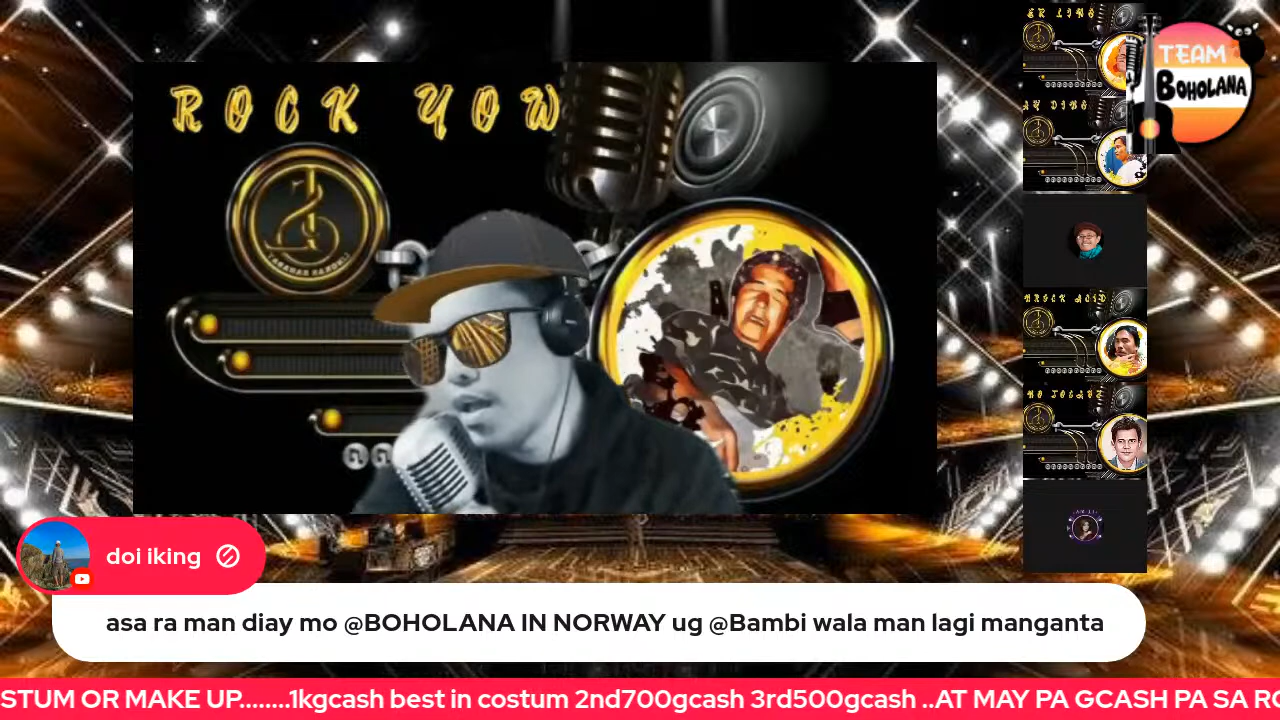 ROCK YOW
TEAM
BOHOLANA
doi iking
asa ra man diay mo @BOHOLANA IN NORWAY ug @Bambi wala man lagi manganta
STUM OR MAKE UP........1kgcash best in costum 2nd700gcash 3rd500gcash ..AT MAY PA GCASH PA SA RO